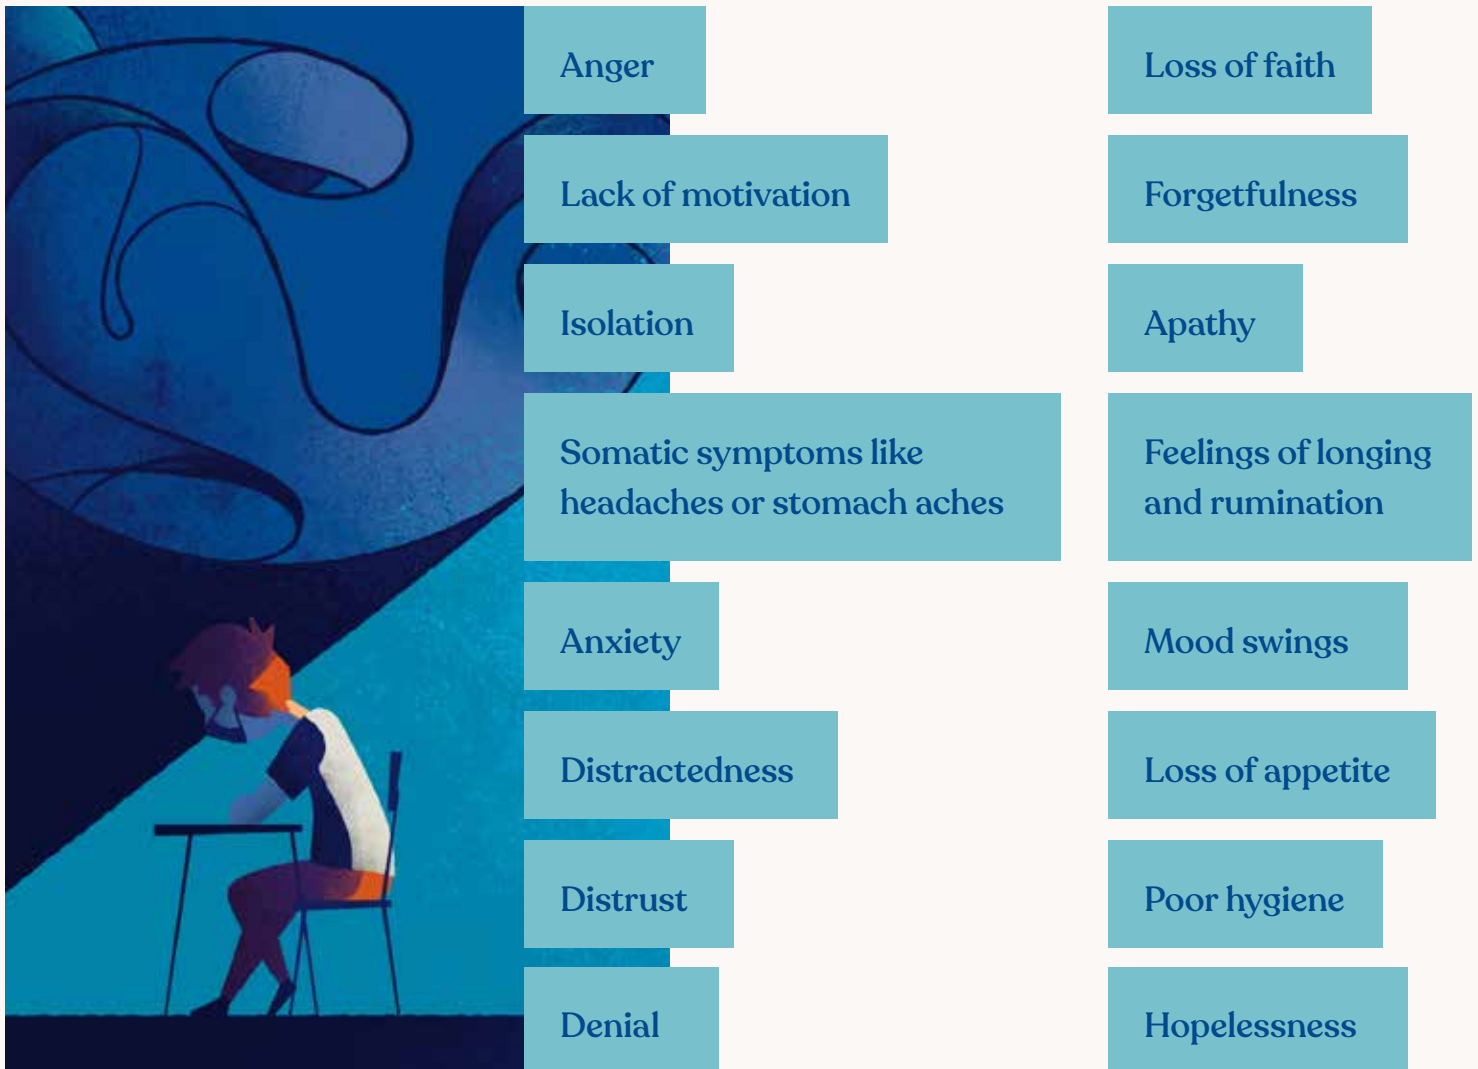 Anger
Lack of motivation
Isolation
Somatic symptoms like
headaches or stomach aches
Anxiety
Distractedness
Distrust
Denial
Loss of faith
Forgetfulness
Apathy
Feelings of longing
and rumination
Mood swings
Loss of appetite
Poor hygiene
Hopelessness